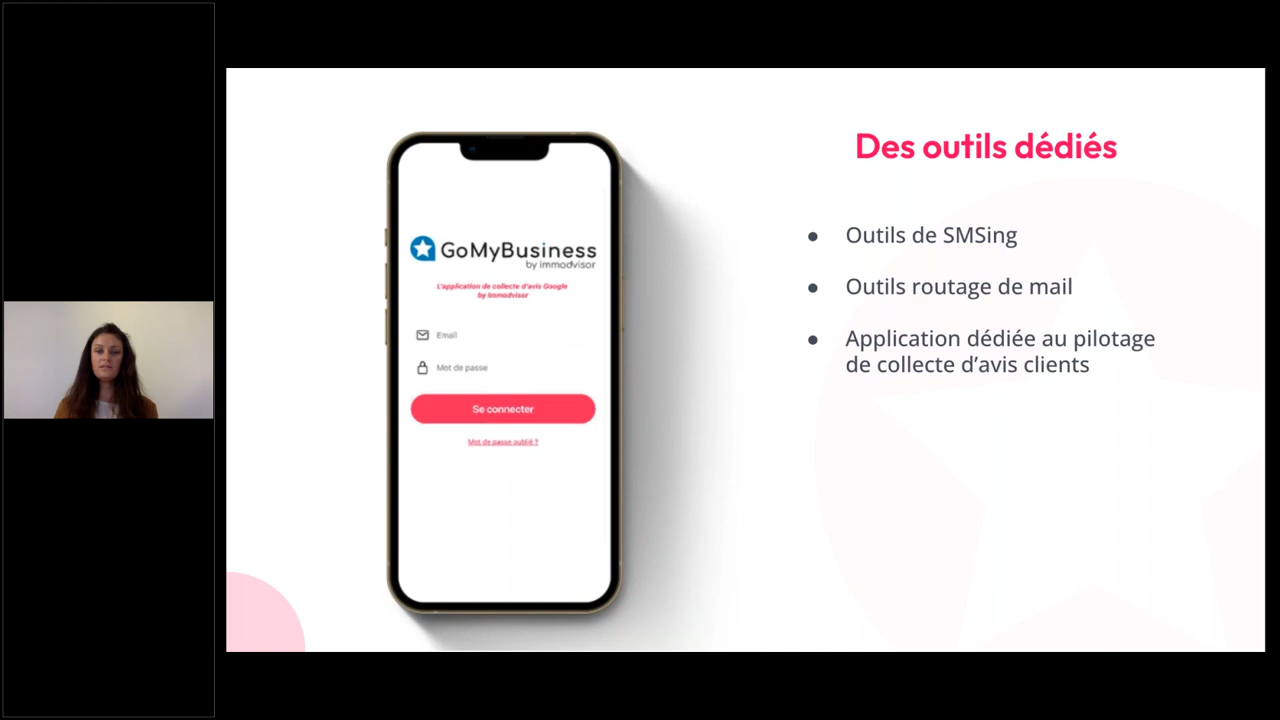 Des outils dédiés
GoMyBusiness
by immodvisor
L'application de collecte d'avis Google
by Immodvisor
Email
Mot de passe
Se connecter
Mot de passe oublié ?
● Outils de SMSing
● Outils routage de mail
● Application dédiée au pilotage
de collecte d’avis clients